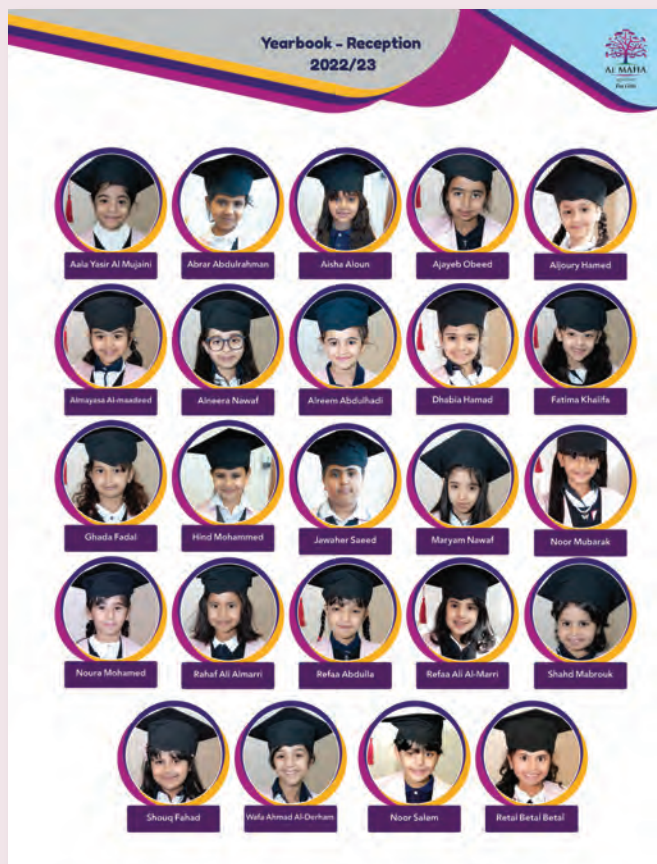 Yearbook - Reception
2022/23
AL MAHA
Aala Yasir Al Mujaini
Abrar Abdulrahman
Aisha Aloun
Ajayeb Obeed
Aljoury Hamed
Almayasa Al-maadeed
Alneera Nawaf
Alreem Abdulhadi
Dhabia Hamad
Fatima Khalifa
Ghada Fadal
Hind Mohammed
Jawaher Saeed
Maryam Nawaf
Noor Mubarak
Noura Mohamed
Rahaf Ali Almarri
Refaa Abdulla
Refaa Ali Al-Marri
Shahd Mabrouk
Shouq Fahad
Wafa Ahmad Al-Derham
Noor Salem
Retal Betal Betal